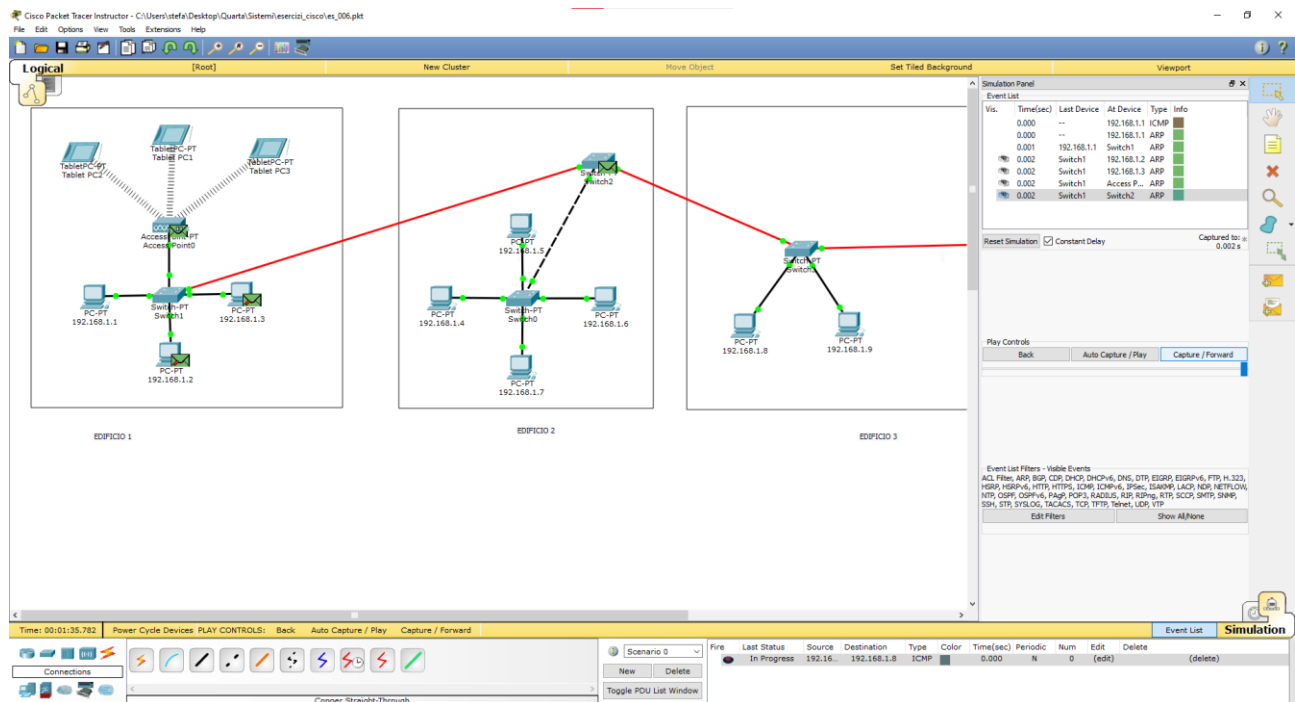 Cisco Packet Tracer Instructor - C:\Users\stefa\Desktop\Quarta\Sistemi\esercizi_cisco\es_006.pkt
File Edit Options View Tools Extensions Help
Logical [Root] New Cluster Move Object Set Tiled Background Viewport
TabletPC-PT
Tablet PC2
TabletPC-PT
Tablet PC1
TabletPC-PT
Tablet PC3
Access Point0
PC-PT
192.168.1.1
Switch-PT
Switch1
PC-PT
192.168.1.3
PC-PT
192.168.1.2
EDIFICIO 1
PC-PT
192.168.1.5
PC-PT
192.168.1.4
Switch-PT
Switch0
PC-PT
192.168.1.6
PC-PT
192.168.1.7
EDIFICIO 2
Switch-PT
PC-PT
192.168.1.8
PC-PT
192.168.1.9
EDIFICIO 3
Simulation Panel
Event List
Vis. Time(sec) Last Device At Device Type Info
0.000 -- 192.168.1.1 ICMP
0.000 -- 192.168.1.1 ARP
0.001 192.168.1.1 Switch1 ARP
0.002 Switch1 192.168.1.2 ARP
0.002 Switch1 192.168.1.3 ARP
0.002 Switch1 Access P... ARP
0.002 Switch1 Switch2 ARP
Reset Simulation Constant Delay Captured to: *
0.002 s
Play Controls
Back Auto Capture / Play Capture / Forward
Event List Filters - Visible Events
ACL Filter, ARP, BGP, CDP, DHCP, DHCPv6, DNS, DTP, EIGRP, EIGRPv6, FTP, H.323,
HSRP, HSRPv6, HTTP, HTTPS, ICMP, ICMPv6, IPSec, ISAKMP, LACP, NDP, NETFLOW,
NTP, OSPF, OSPFv6, PAgP, POP3, RADIUS, RIP, RIPng, RTP, SCCP, SMTP, SNMP,
SSH, STP, SYSLOG, TACACS, TCP, TFTP, Telnet, UDP, VTP
Edit Filters Show All/None
Time: 00:01:35.782 Power Cycle Devices PLAY CONTROLS: Back Auto Capture / Play Capture / Forward
Event List Simulation
Connections
Copper Straight-Through
Scenario 0
New Delete
Toggle PDU List Window
Fire Last Status Source Destination Type Color Time(sec) Periodic Num Edit Delete
In Progress 192.16... 192.168.1.8 ICMP 0.000 N 0 (edit) (delete)